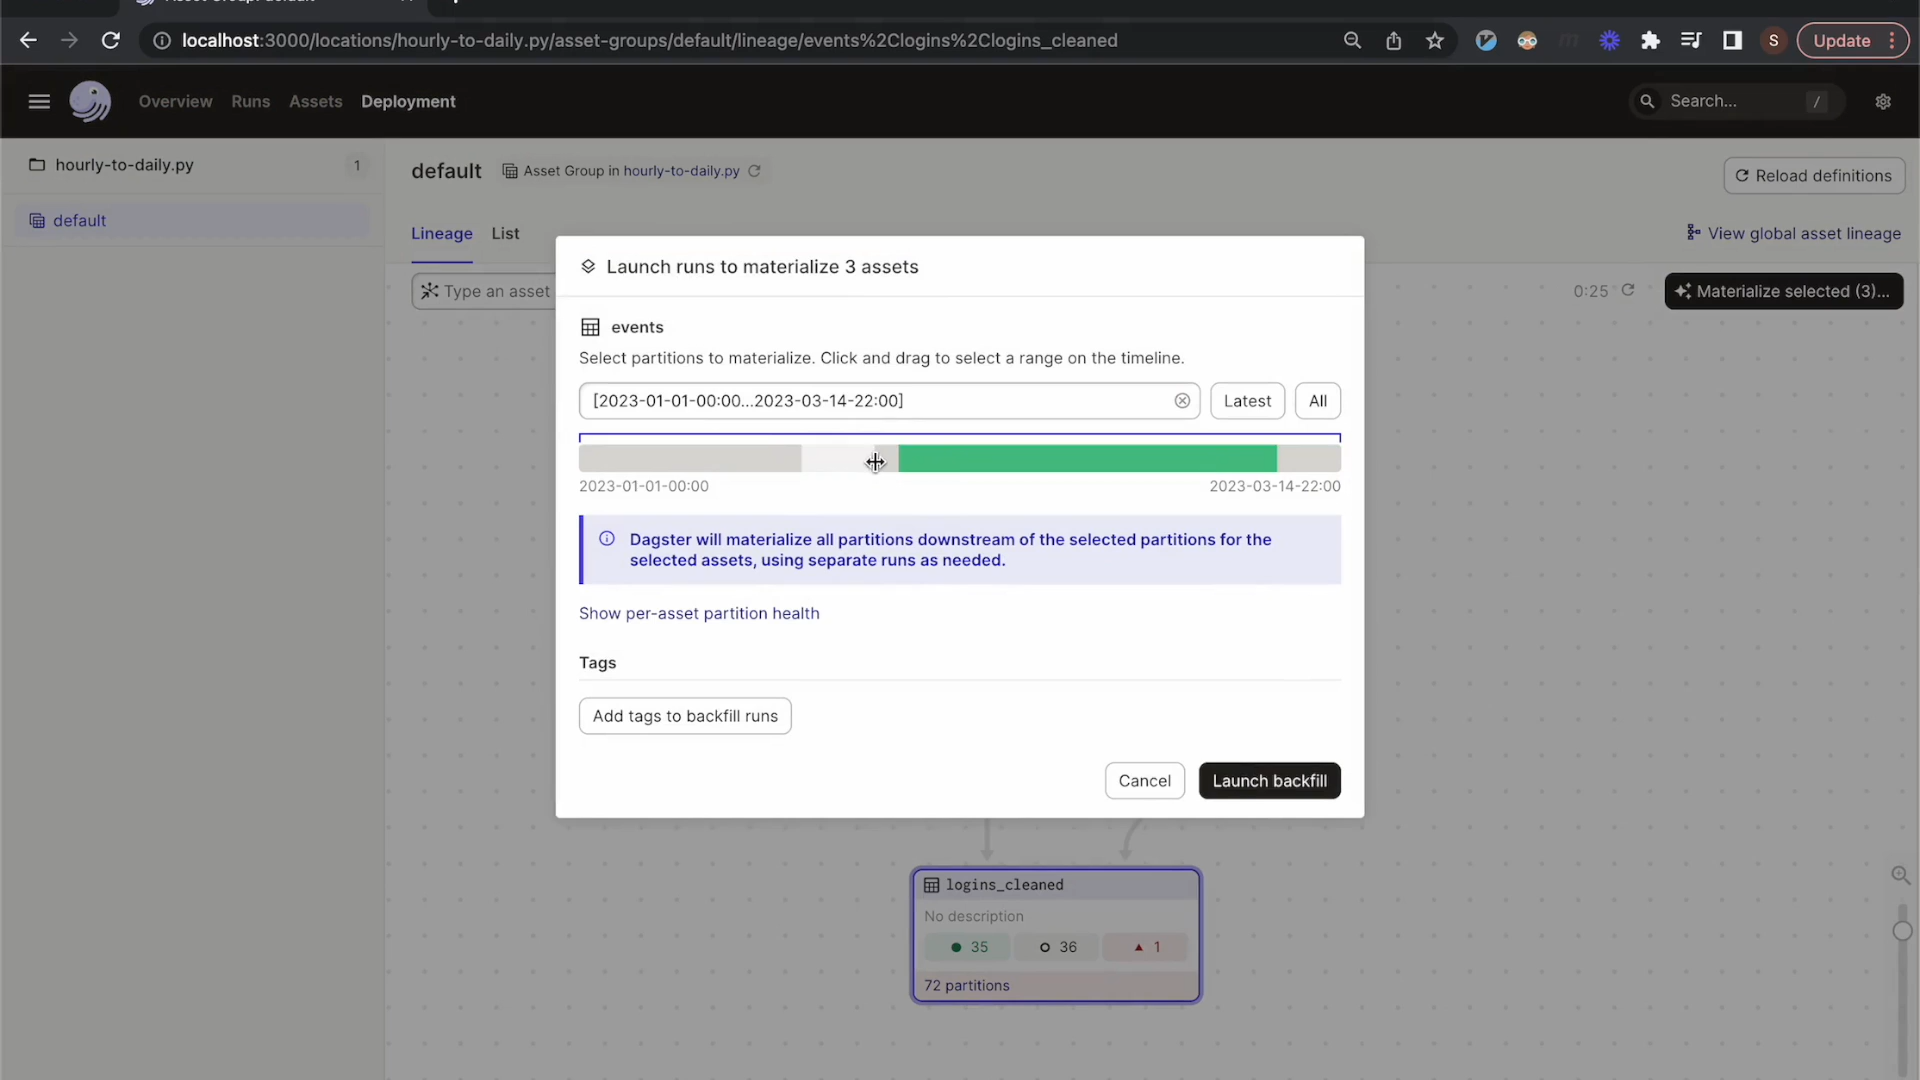 localhost:3000/locations/hourly-to-daily.py/asset-groups/default/lineage/events%2Clogins%2Clogins_cleaned
S
Update
Overview Runs Assets Deployment
Search... /
hourly-to-daily.py 1
default
default Asset Group in hourly-to-daily.py
Reload definitions
Lineage List
View global asset lineage
Type an asset
0:25
Materialize selected (3)...
Launch runs to materialize 3 assets
events
Select partitions to materialize. Click and drag to select a range on the timeline.
[2023-01-01-00:00...2023-03-14-22:00]
Latest
All
2023-01-01-00:00 2023-03-14-22:00
Dagster will materialize all partitions downstream of the selected partitions for the
selected assets, using separate runs as needed.
Show per-asset partition health
Tags
Add tags to backfill runs
Cancel
Launch backfill
logins_cleaned
No description
35 36 1
72 partitions